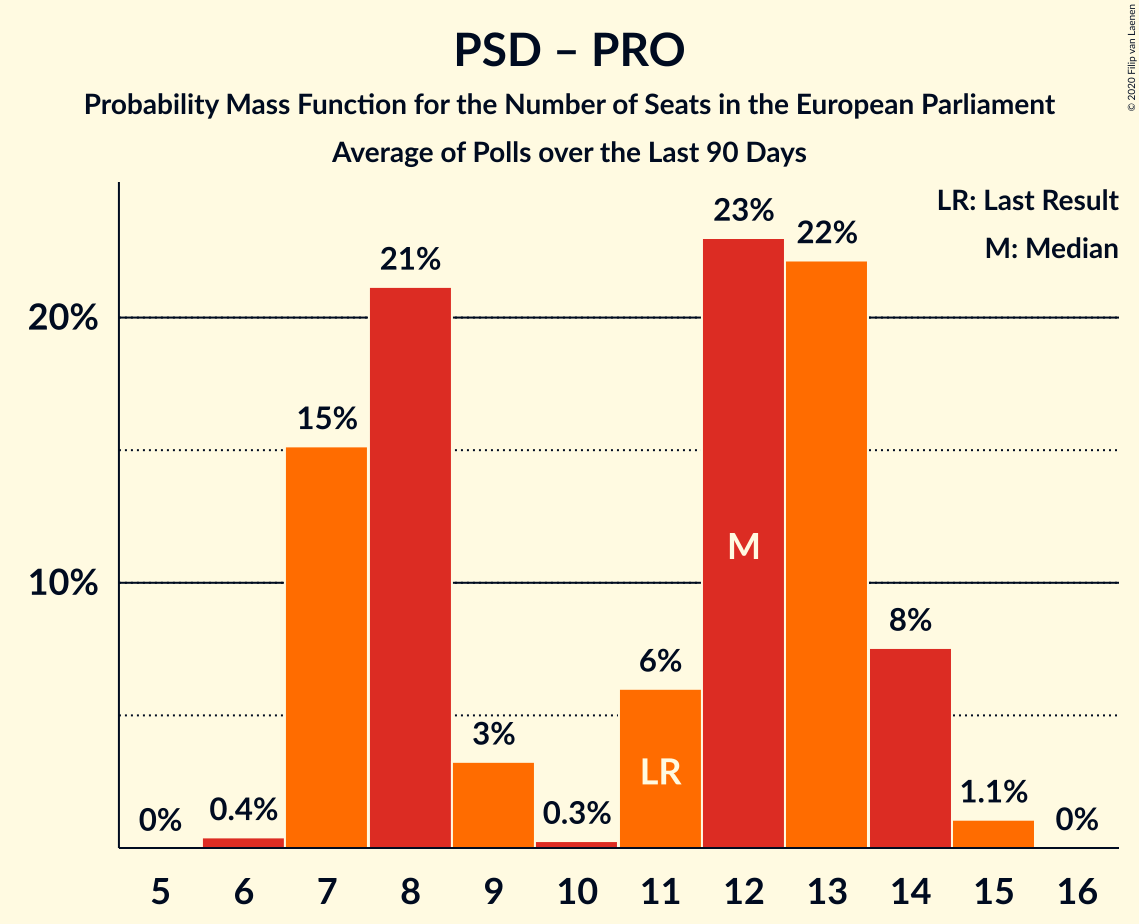 PSD – PRO
Probability Mass Function for the Number of Seats in the European Parliament
Average of Polls over the Last 90 Days
© 2020 Filip van Laenen
LR: Last Result
M: Median
20%
10%
0%
0.4%
15%
21%
3%
0.3%
6%
23%
22%
8%
1.1%
0%
M
LR
5 6 7 8 9 10 11 12 13 14 15 16